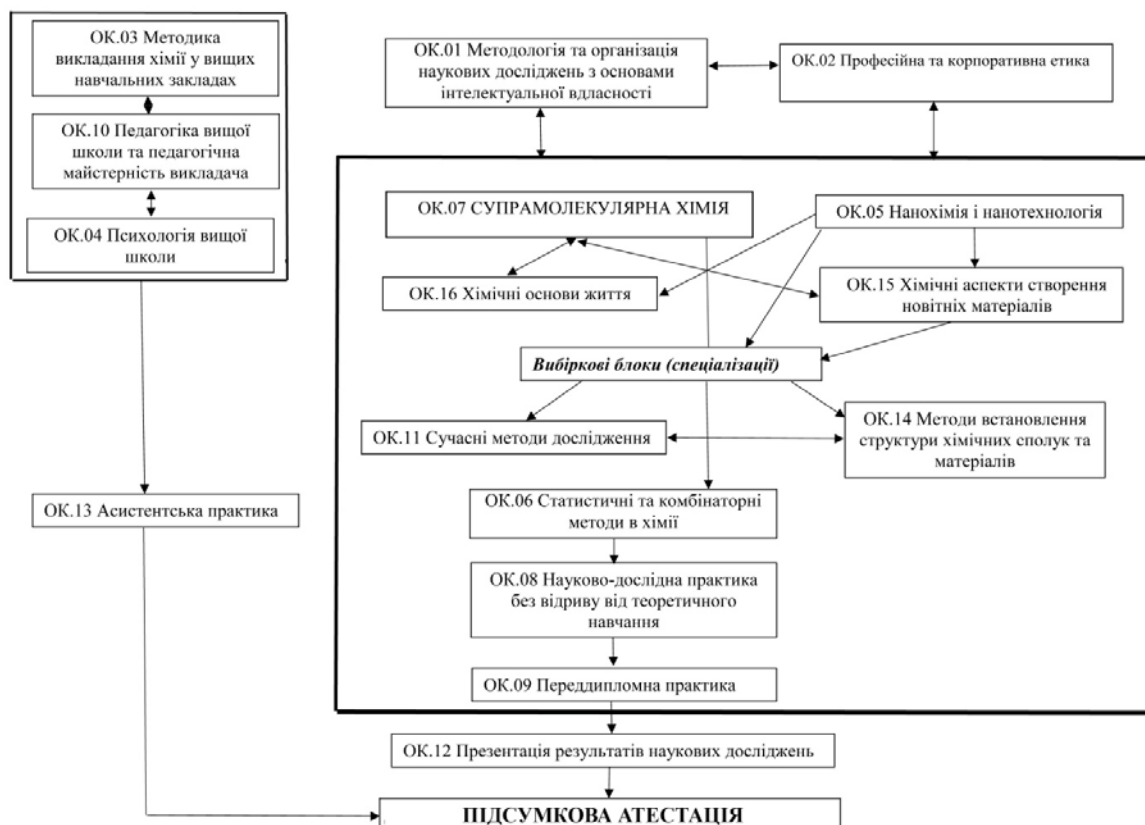 ОК.03 Методика
викладання хімії у вищих
навчальних закладах
ОК.10 Педагогіка вищої
школи та педагогічна
майстерність викладача
ОК.04 Психологія вищої
школи
ОК.13 Асистентська практика
ОК.01 Методологія та організація
наукових досліджень з основами
інтелектуальної вдласності
ОК.02 Професійна та корпоративна етика
ОК.07 СУПРАМОЛЕКУЛЯРНА ХІМІЯ
ОК.05 Нанохімія і нанотехнологія
ОК.16 Хімічні основи життя
ОК.15 Хімічні аспекти створення
новітніх матеріалів
Вибіркові блоки (спеціалізації)
ОК.11 Сучасні методи дослідження
ОК.14 Методи встановлення
структури хімічних сполук та
матеріалів
ОК.06 Статистичні та комбінаторні
методи в хімії
ОК.08 Науково-дослідна практика
без відриву від теоретичного
навчання
ОК.09 Переддипломна практика
ОК.12 Презентація результатів наукових досліджень
ПІДСУМКОВА АТЕСТАЦІЯ